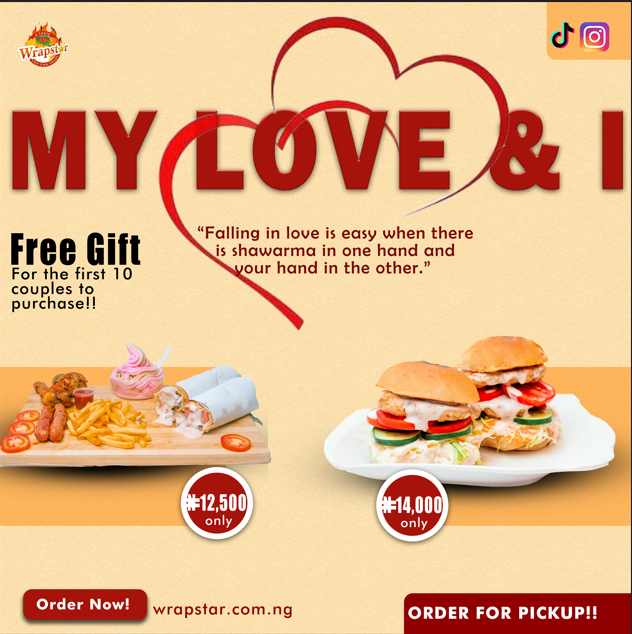 Wrapstar
MY LOVE & I
“Falling in love is easy when there
is shawarma in one hand and
your hand in the other.”
Free Gift
For the first 10
couples to
purchase!!
₦12,500
only
₦14,000
only
Order Now!
wrapstar.com.ng
ORDER FOR PICKUP!!